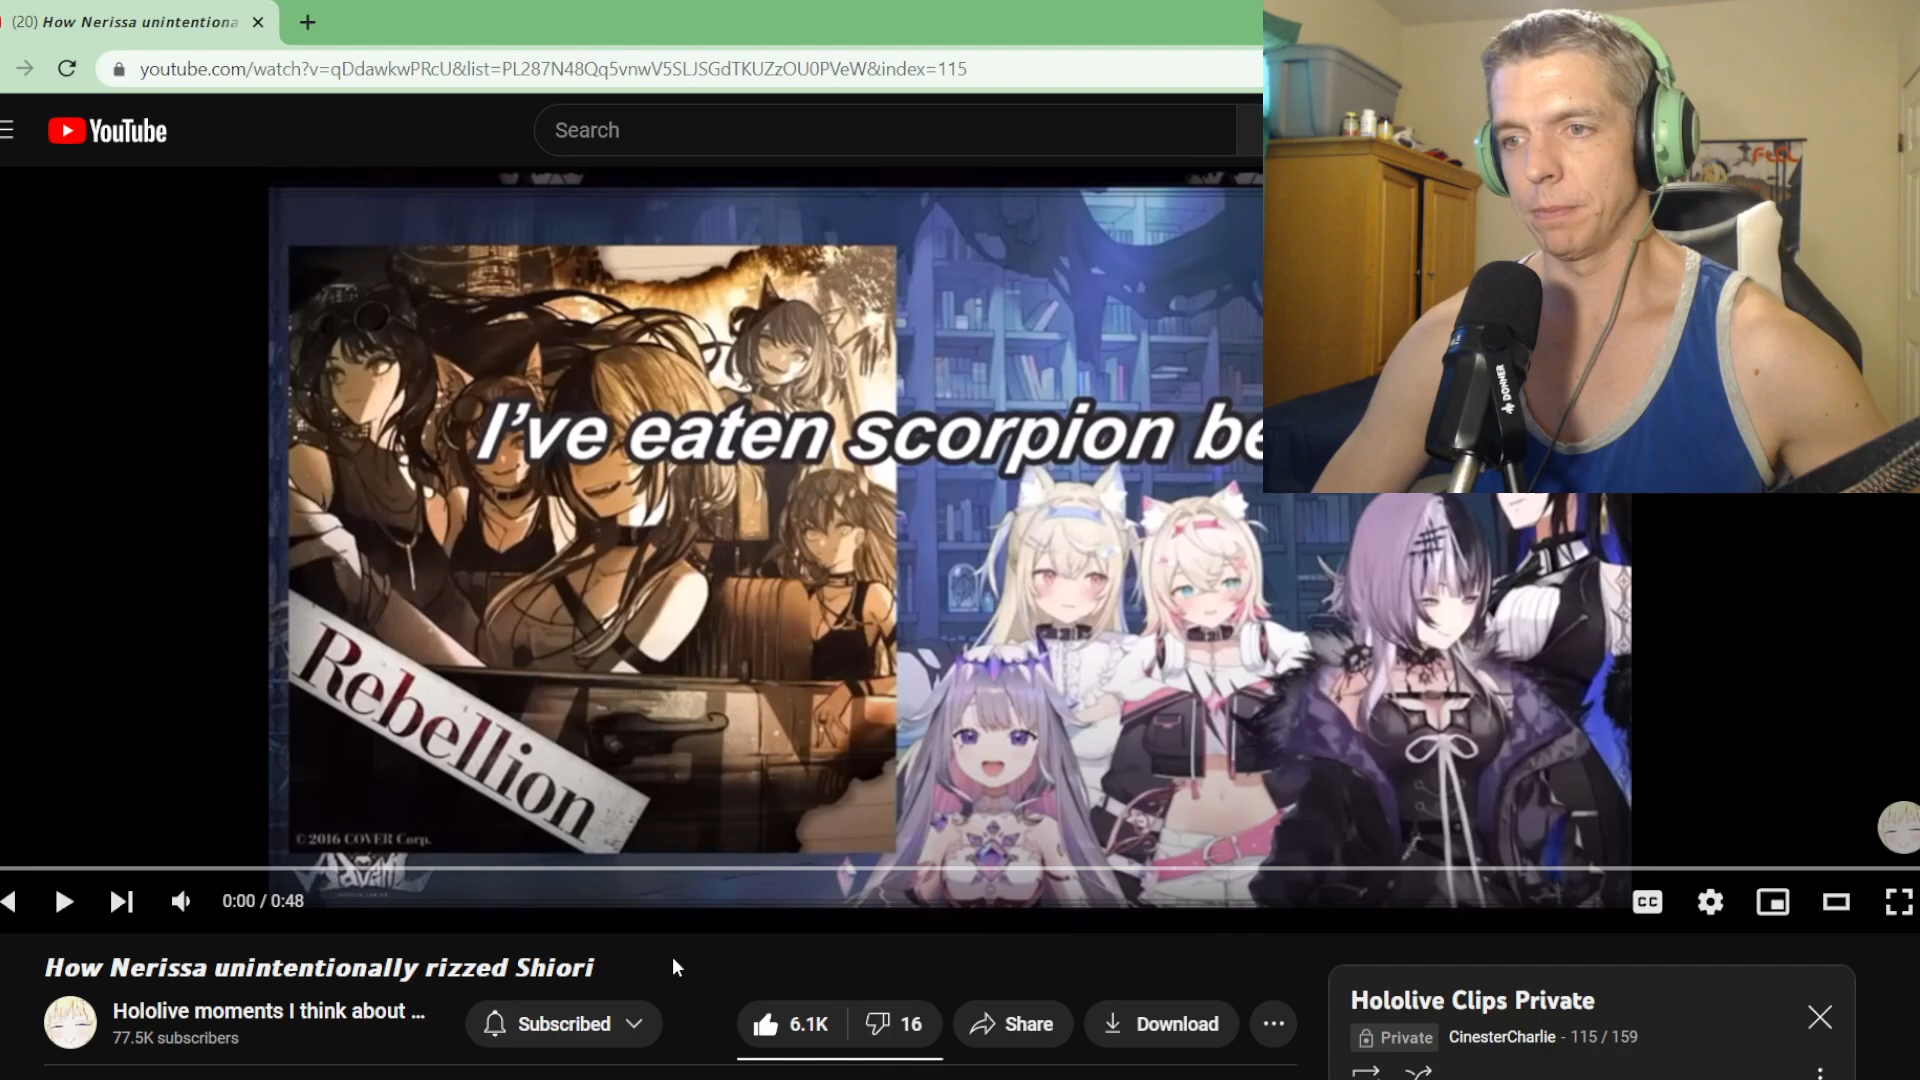 (20) How Nerissa unintentiona
youtube.com/watch?v=qDdawkwPRcU&list=PL287N48Qq5vnwV5SLJSGdTKUZzOU0PVeW&index=115
YouTube
Search
I've eaten scorpion be
Rebellion
©2016 COVER Corp.
DONNER
0:00 / 0:48
CC
How Nerissa unintentionally rizzed Shiori
Hololive moments I think about ...
77.5K subscribers
Subscribed
6.1K
16
Share
Download
Hololive Clips Private
Private
CinesterCharlie - 115 / 159